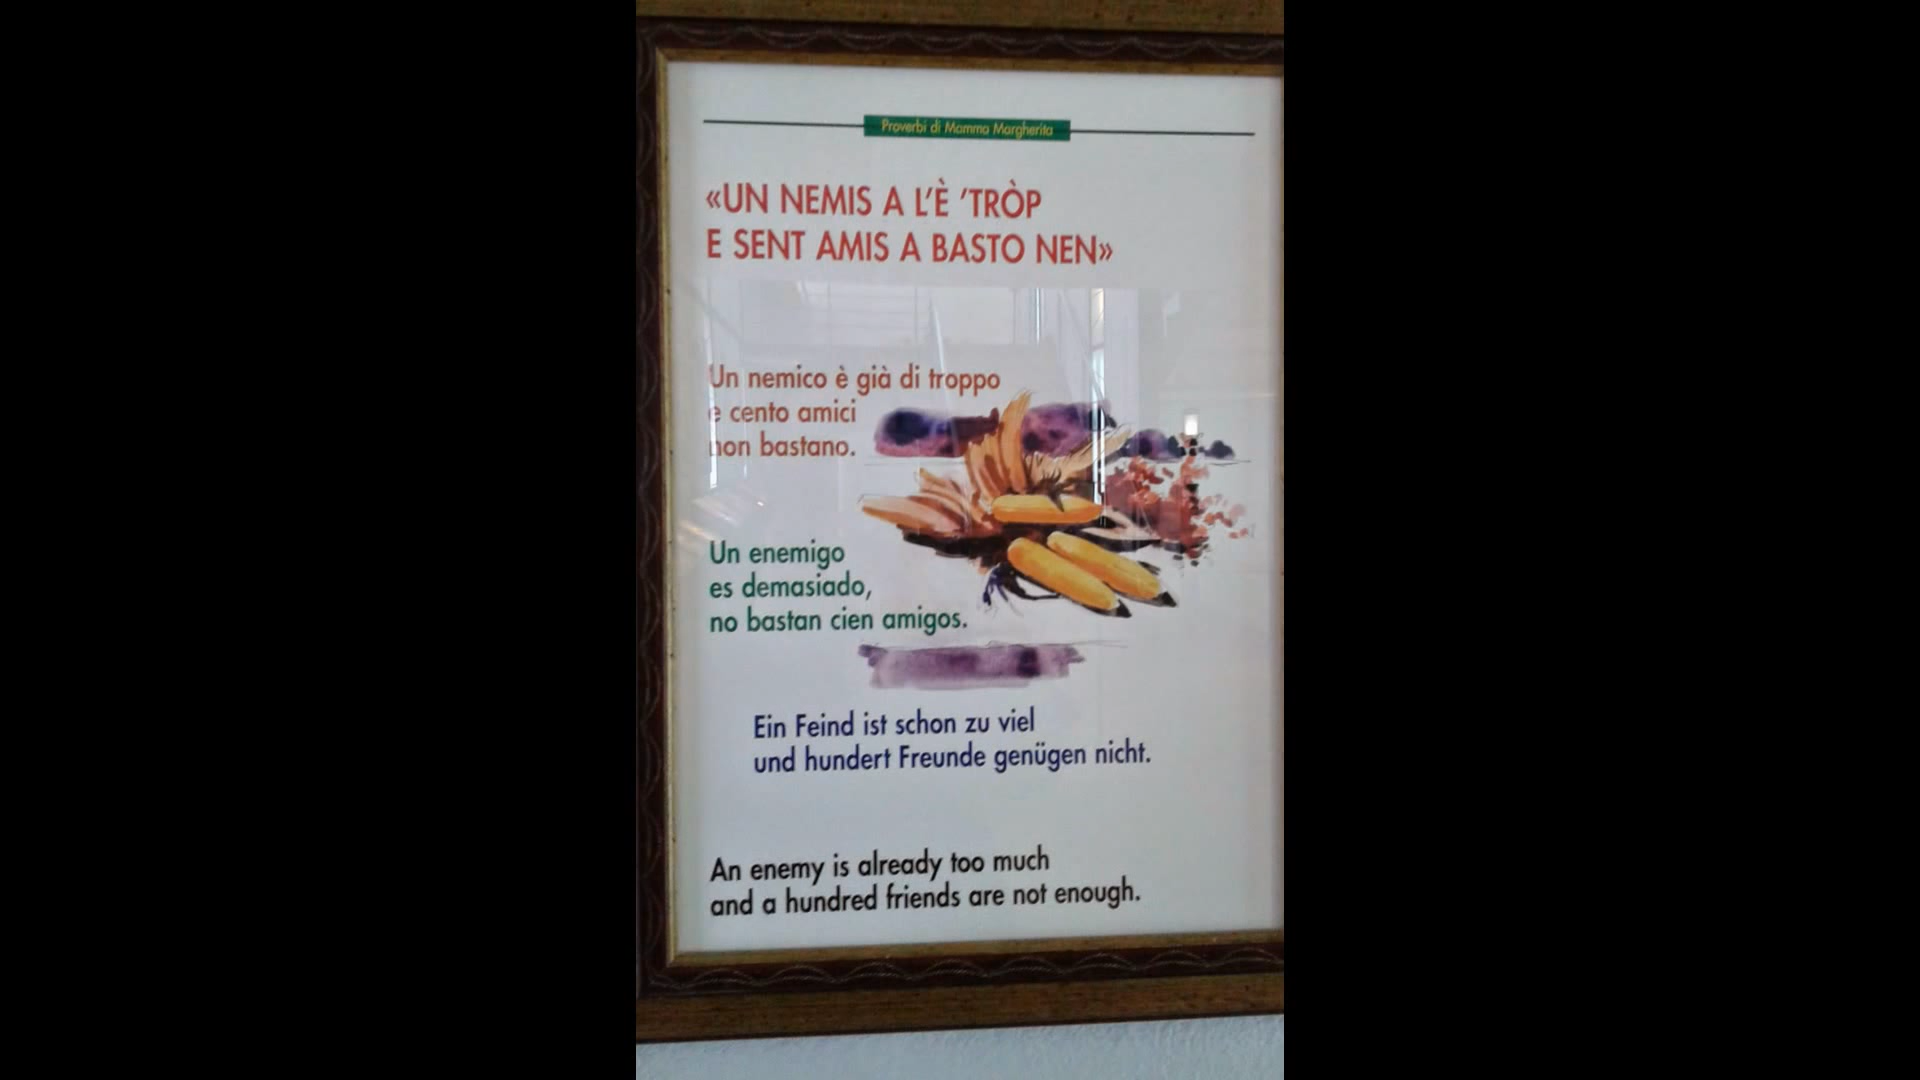 Proverbi di Mamma Margherita
«UN NEMIS A L'È 'TRÒP
E SENT AMIS A BASTO NEN»
Un nemico è già di troppo
e cento amici
non bastano.
Un enemigo
es demasiado,
no bastan cien amigos.
Ein Feind ist schon zu viel
und hundert Freunde genügen nicht.
An enemy is already too much
and a hundred friends are not enough.